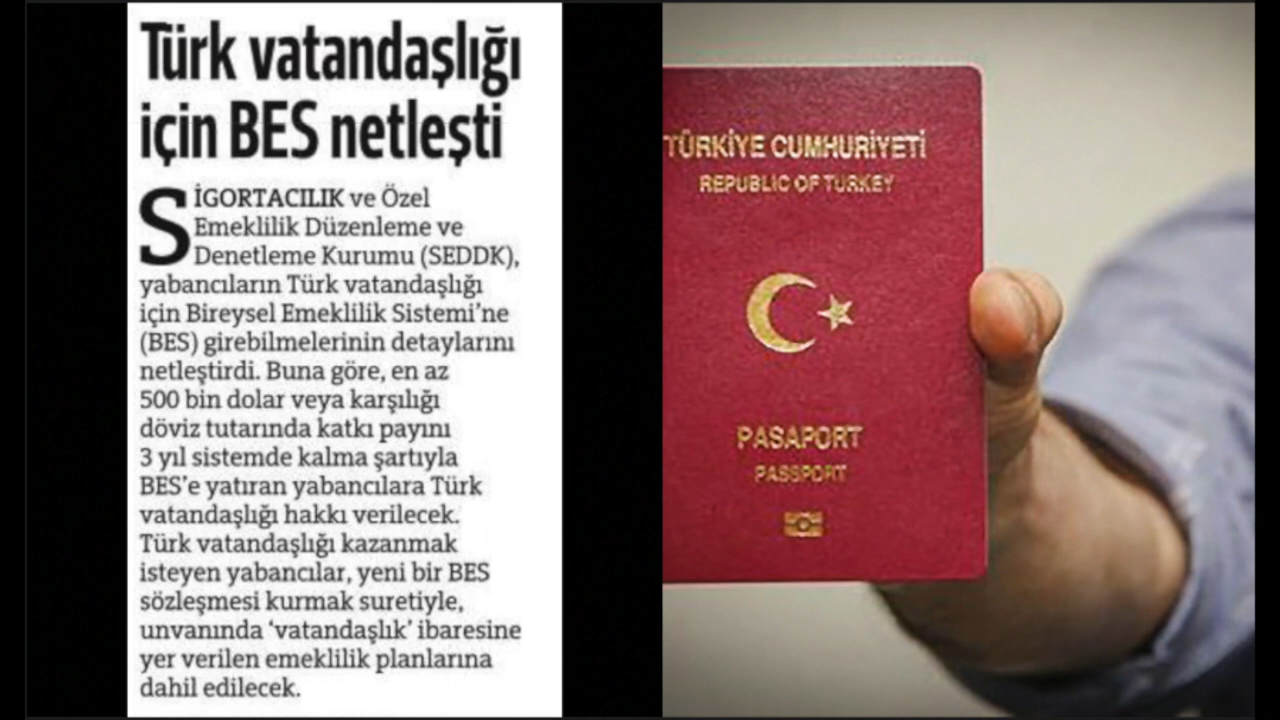 Türk vatandaşlığı
için BES netleşti
SİGORTACILIK ve Özel
Emeklilik Düzenleme ve
Denetleme Kurumu (SEDDK),
yabancıların Türk vatandaşlığı
için Bireysel Emeklilik Sistemi'ne
(BES) girebilmelerinin detaylarını
netleştirdi. Buna göre, en az
500 bin dolar veya karşılığı
döviz tutarında katkı payını
3 yıl sistemde kalma şartıyla
BES'e yatıran yabancılara Türk
vatandaşlığı hakkı verilecek.
Türk vatandaşlığı kazanmak
isteyen yabancılar, yeni bir BES
sözleşmesi kurmak suretiyle,
unvanında 'vatandaşlık' ibaresine
yer verilen emeklilik planlarına
dahil edilecek.
TÜRKİYE CUMHURİYETİ
REPUBLIC OF TURKEY
PASAPORT
PASSPORT